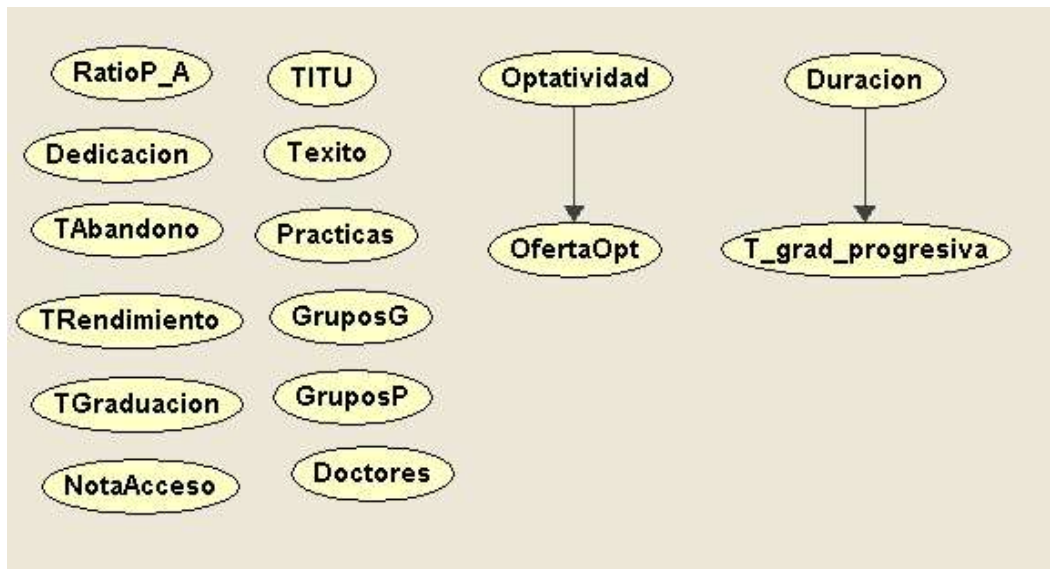 RatioP_A
TITU
Optatividad
Duracion
Dedicacion
Texito
TAbandono
Practicas
OfertaOpt
T_grad_progresiva
TRendimiento
GruposG
TGraduacion
GruposP
NotaAcceso
Doctores